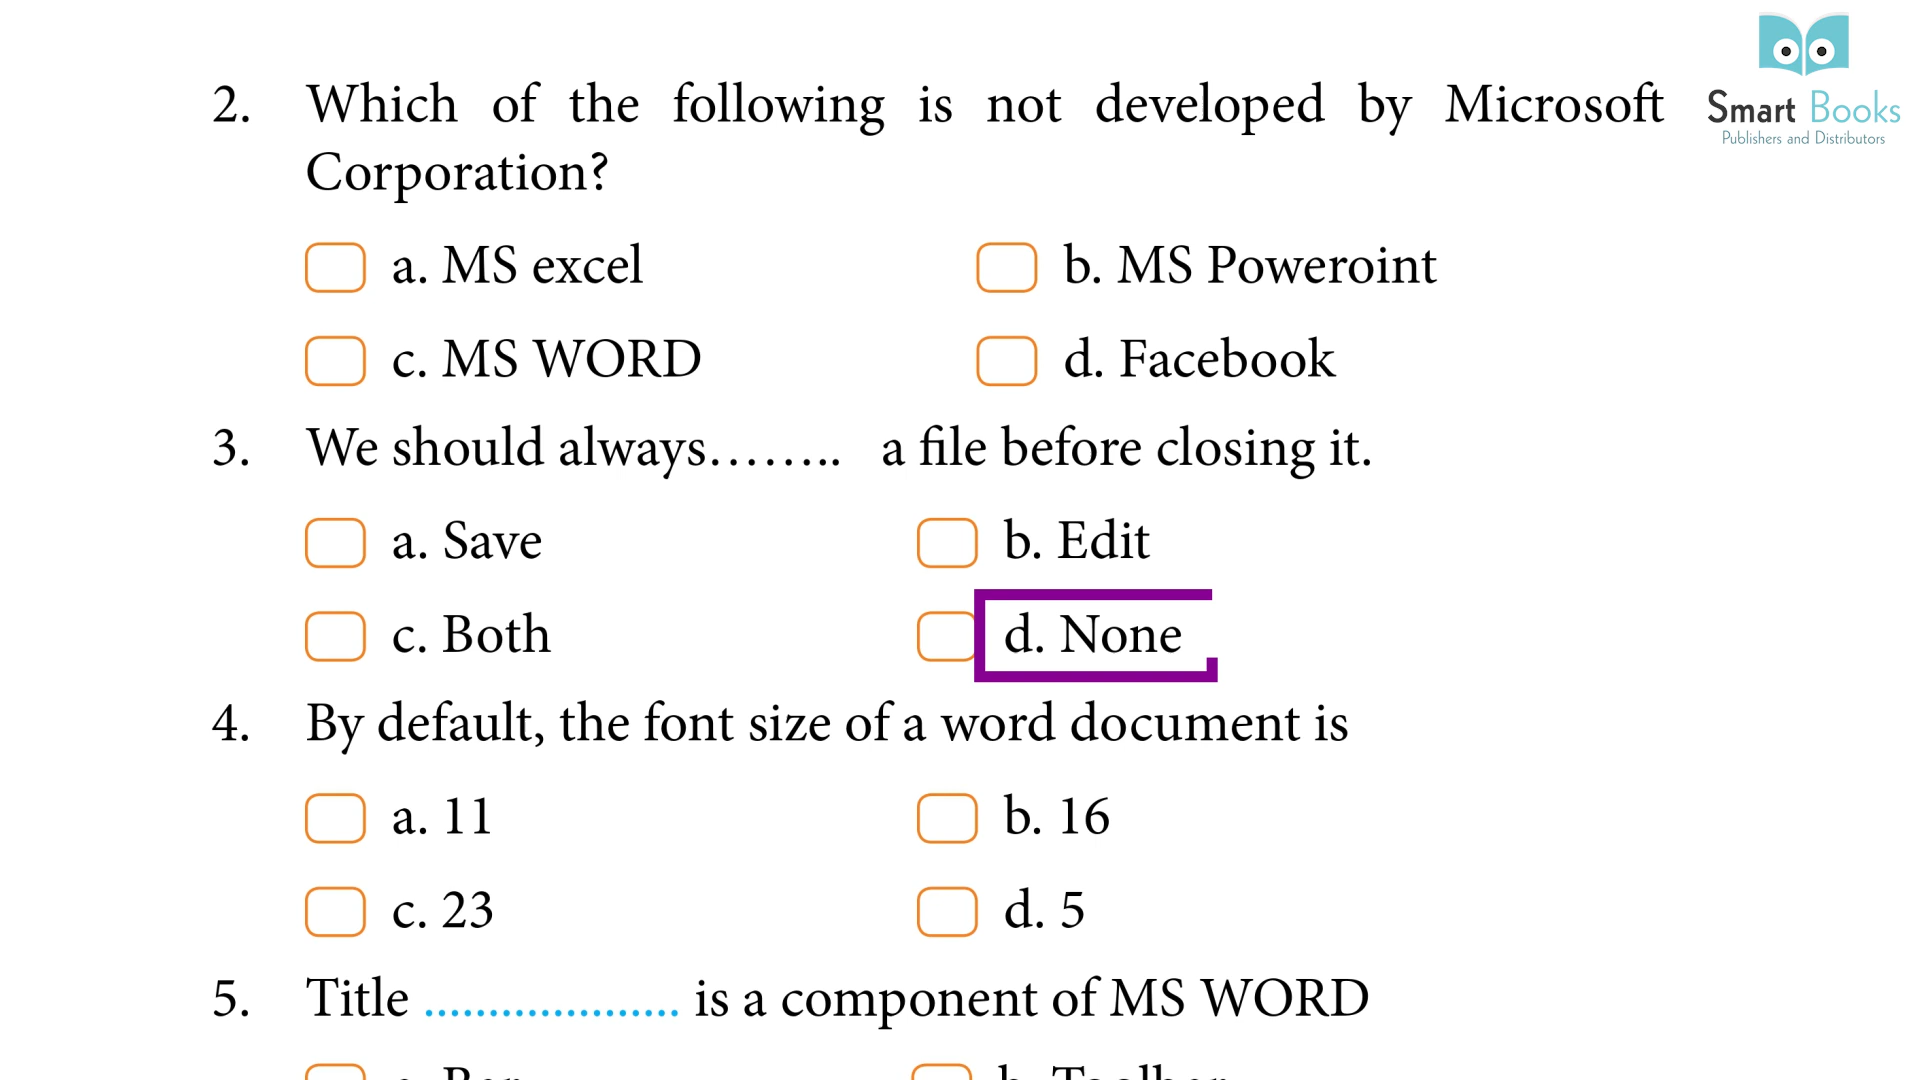 Smart Books
Publishers and Distributors
2. Which of the following is not developed by Microsoft
Corporation?
a. MS excel b. MS Poweroint
c. MS WORD d. Facebook
3. We should always........ a file before closing it.
a. Save b. Edit
c. Both d. None
4. By default, the font size of a word document is
a. 11 b. 16
c. 23 d. 5
5. Title .................... is a component of MS WORD